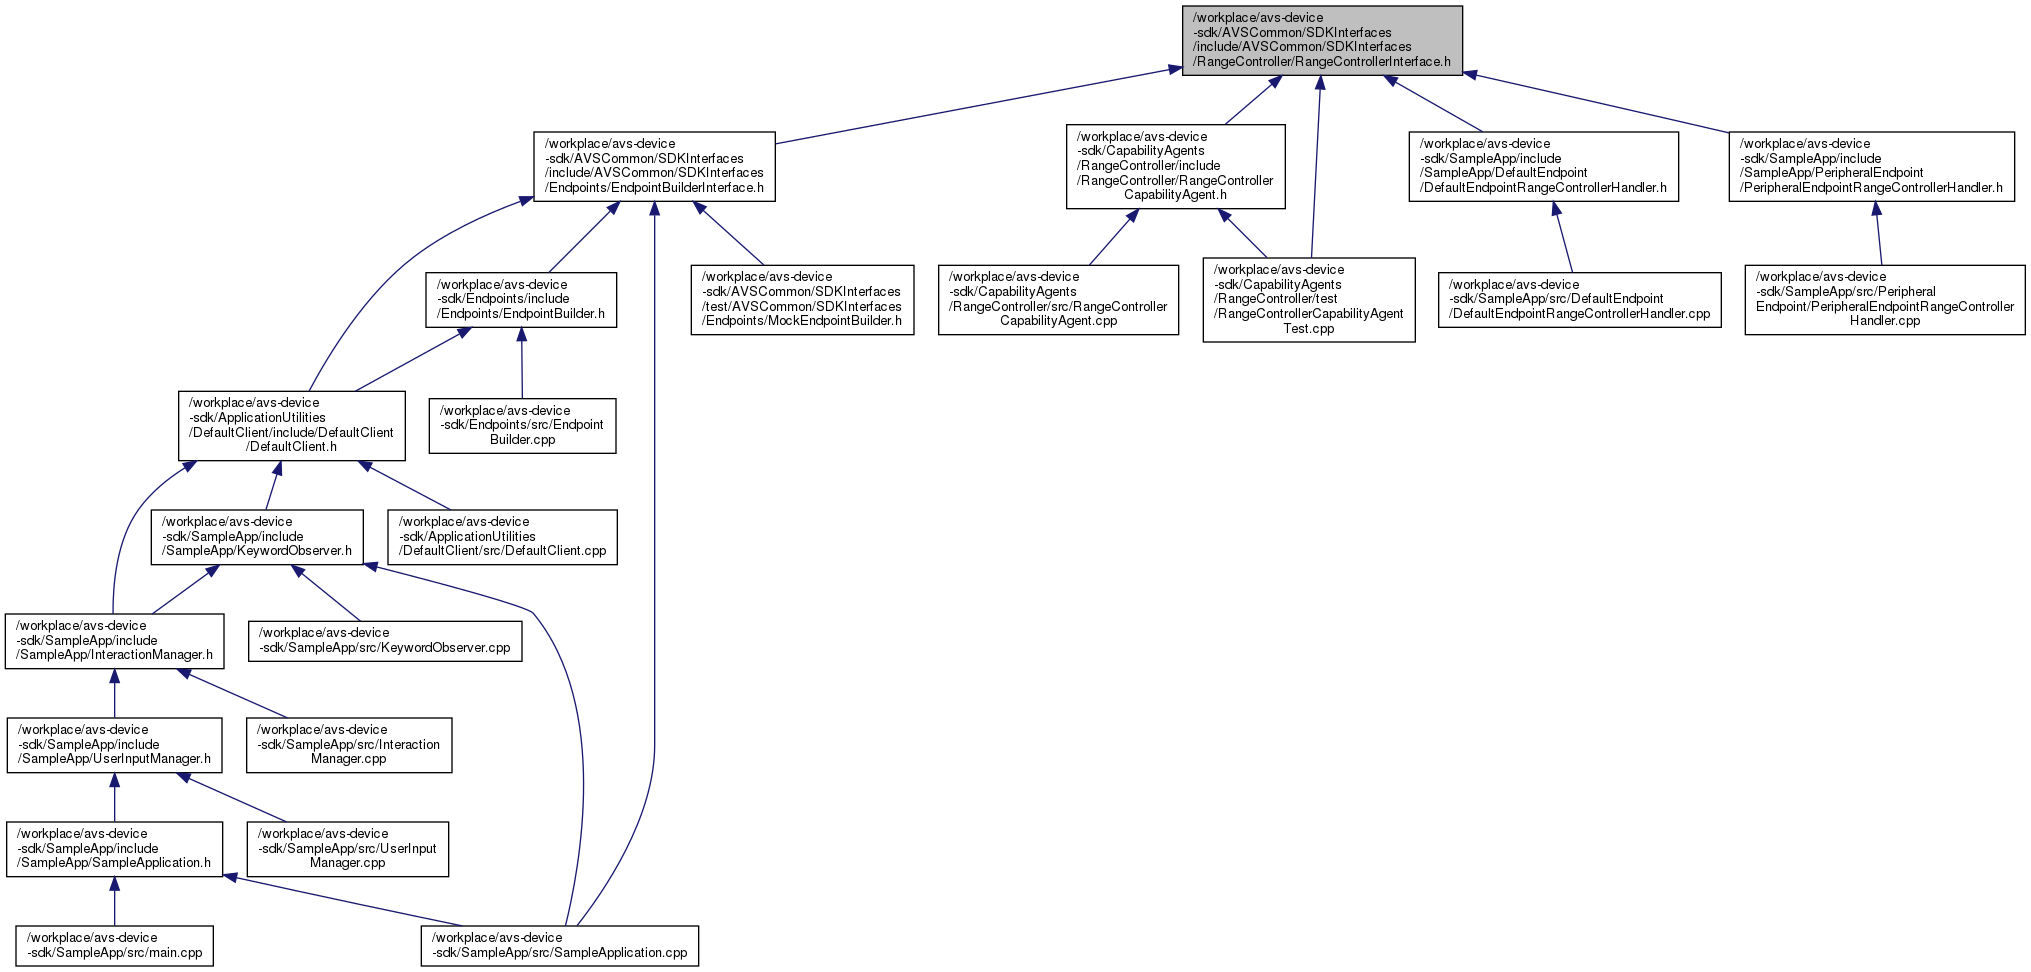 /workplace/avs-device
-sdk/AVSCommon/SDKInterfaces
/include/AVSCommon/SDKInterfaces
/RangeController/RangeControllerInterface.h
/workplace/avs-device
-sdk/AVSCommon/SDKInterfaces
/include/AVSCommon/SDKInterfaces
/Endpoints/EndpointBuilderInterface.h
/workplace/avs-device
-sdk/CapabilityAgents
/RangeController/include
/RangeController/RangeController
CapabilityAgent.h
/workplace/avs-device
-sdk/SampleApp/include
/SampleApp/DefaultEndpoint
/DefaultEndpointRangeControllerHandler.h
/workplace/avs-device
-sdk/SampleApp/include
/SampleApp/PeripheralEndpoint
/PeripheralEndpointRangeControllerHandler.h
/workplace/avs-device
-sdk/Endpoints/include
/Endpoints/EndpointBuilder.h
/workplace/avs-device
-sdk/AVSCommon/SDKInterfaces
/test/AVSCommon/SDKInterfaces
/Endpoints/MockEndpointBuilder.h
/workplace/avs-device
-sdk/CapabilityAgents
/RangeController/src/RangeController
CapabilityAgent.cpp
/workplace/avs-device
-sdk/CapabilityAgents
/RangeController/test
/RangeControllerCapabilityAgent
Test.cpp
/workplace/avs-device
-sdk/SampleApp/src/DefaultEndpoint
/DefaultEndpointRangeControllerHandler.cpp
/workplace/avs-device
-sdk/SampleApp/src/Peripheral
Endpoint/PeripheralEndpointRangeController
Handler.cpp
/workplace/avs-device
-sdk/ApplicationUtilities
/DefaultClient/include/DefaultClient
/DefaultClient.h
/workplace/avs-device
-sdk/Endpoints/src/Endpoint
Builder.cpp
/workplace/avs-device
-sdk/SampleApp/include
/SampleApp/KeywordObserver.h
/workplace/avs-device
-sdk/ApplicationUtilities
/DefaultClient/src/DefaultClient.cpp
/workplace/avs-device
-sdk/SampleApp/include
/SampleApp/InteractionManager.h
/workplace/avs-device
-sdk/SampleApp/src/KeywordObserver.cpp
/workplace/avs-device
-sdk/SampleApp/include
/SampleApp/UserInputManager.h
/workplace/avs-device
-sdk/SampleApp/src/Interaction
Manager.cpp
/workplace/avs-device
-sdk/SampleApp/include
/SampleApp/SampleApplication.h
/workplace/avs-device
-sdk/SampleApp/src/UserInput
Manager.cpp
/workplace/avs-device
-sdk/SampleApp/src/main.cpp
/workplace/avs-device
-sdk/SampleApp/src/SampleApplication.cpp